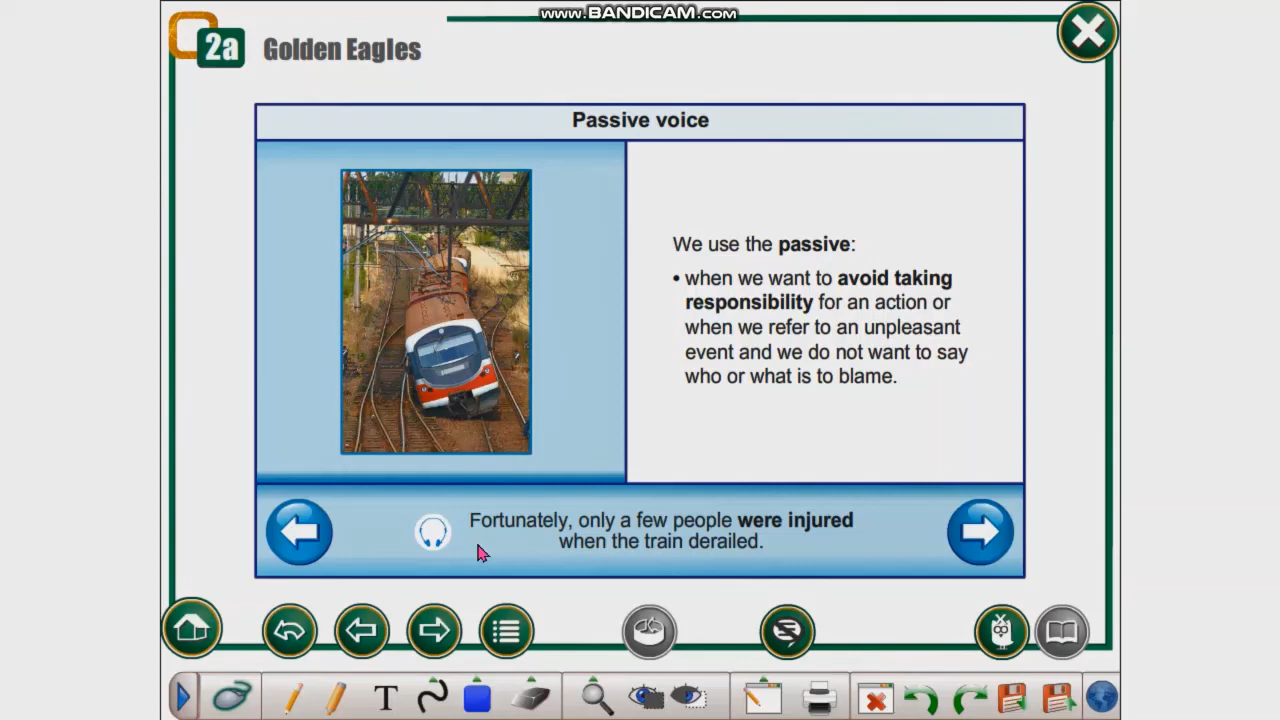 www.BANDICAM.com
2a
Golden Eagles
Passive voice
We use the passive:
• when we want to avoid taking
responsibility for an action or
when we refer to an unpleasant
event and we do not want to say
who or what is to blame.
Fortunately, only a few people were injured
when the train derailed.
T